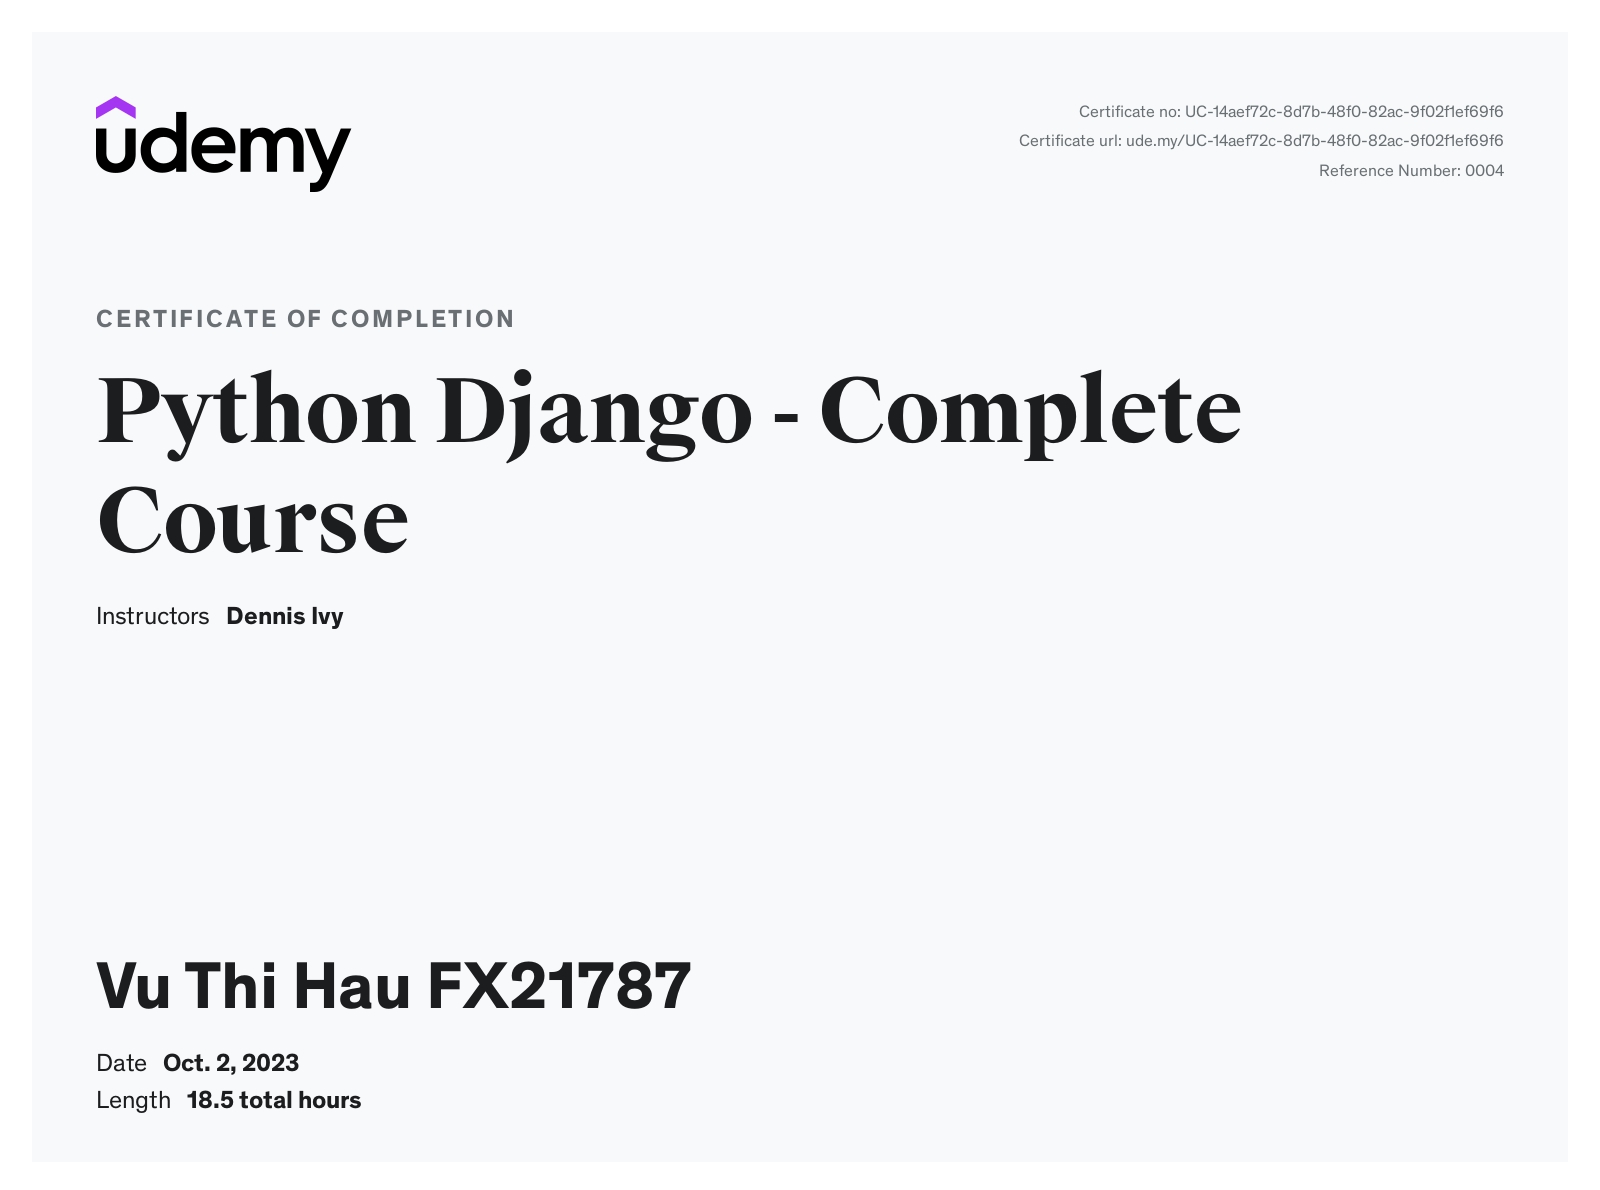 udemy
Certificate no: UC-14aef72c-8d7b-48f0-82ac-9f02f1ef69f6
Certificate url: ude.my/UC-14aef72c-8d7b-48f0-82ac-9f02f1ef69f6
Reference Number: 0004
CERTIFICATE OF COMPLETION
Python Django - Complete
Course
Instructors Dennis Ivy
Vu Thi Hau FX21787
Date Oct. 2, 2023
Length 18.5 total hours